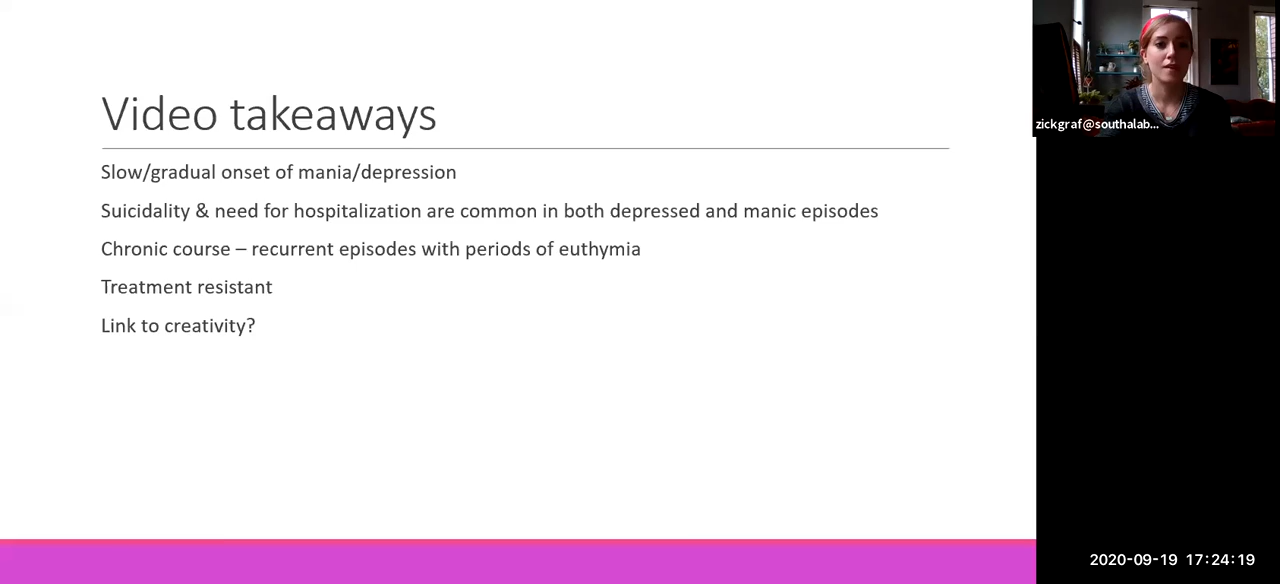 Video takeaways
Slow/gradual onset of mania/depression
Suicidality & need for hospitalization are common in both depressed and manic episodes
Chronic course – recurrent episodes with periods of euthymia
Treatment resistant
Link to creativity?
zickgraf@southalab...
2020-09-19 17:24:19